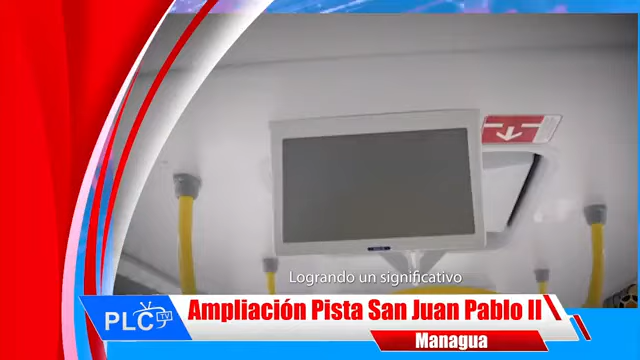 Logrando un significativo
PLC TV
Ampliación Pista San Juan Pablo II
Managua